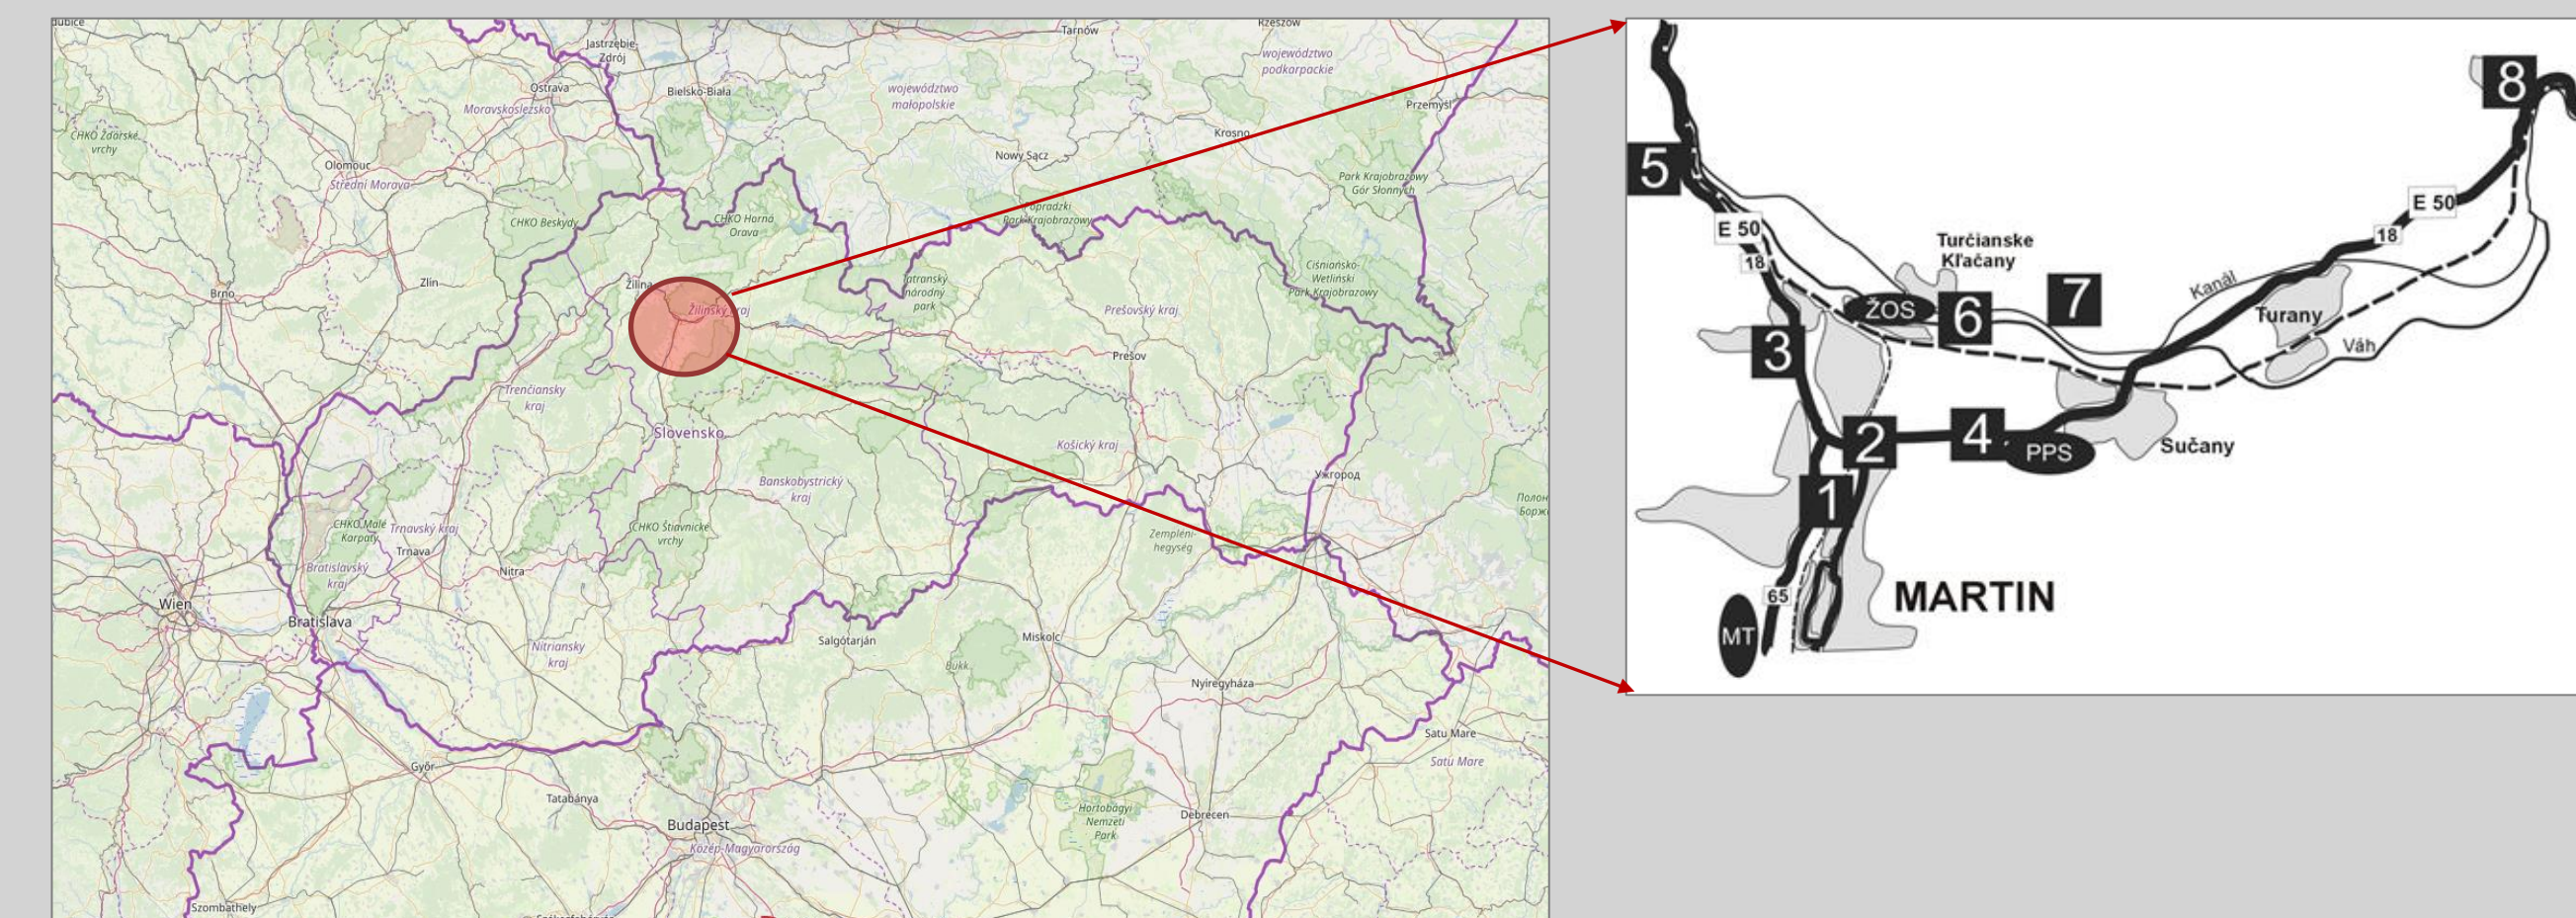 Rzeszów
Jastrzębie-
Zdrój
Tarnów
województwo
podkarpackie
Ostrava
Bielsko-Biała
województwo
małopolskie
Moravskoslezsko
Przemyśl
CHKO Žďárské
vrchy
Krosno
Olomouc
Nowy Sącz
Střední Morava
Park Krajobrazowy
Gór Słonnych
CHKO Beskydy
CHKO Horná
Orava
Popradzki
Park Krajobrazowy
Žilina
Zlín
Brno
Tatranský
národný
park
Ciśniańsko-
Wetliński
Park Krajobrazowy
Žilinský kraj
Prešovský kraj
Prešov
Trenčiansky
kraj
Slovensko
Košický kraj
Banskobystrický
kraj
Ужгород
CHKO Malé
Karpaty
Trnavský kraj
CHKO Štiavnické
vrchy
Zempléni-
hegység
Trnava
Nitra
Bratislavský
kraj
Wien
Bratislava
Nitriansky
kraj
Salgótarján
Miskolc
Bukk
Nyíregyháza
Satu Mare
Satu Mare
Győr
Tatabánya
Budapest
Közép-Magyarország
Hortobágyi
Nemzeti
Park
Debrecen
Szombathely
8
5
E 50
E 50
18
18
Turčianske
Kľačany
ŽOS
6
7
Kanál
Turany
Váh
3
2
4
PPS
Sučany
1
65
MARTIN
MT